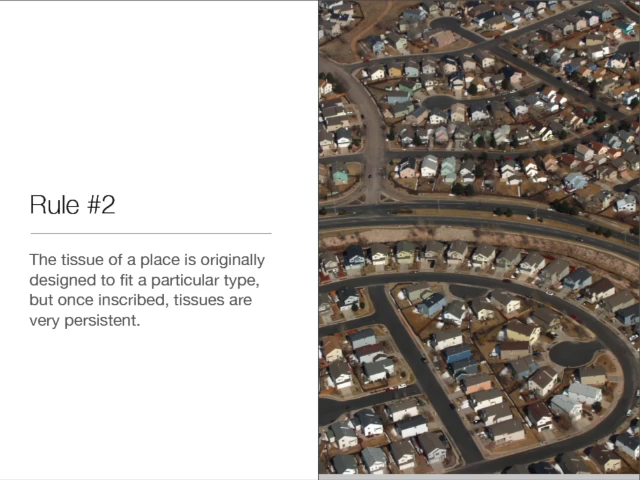 Rule #2
The tissue of a place is originally
designed to fit a particular type,
but once inscribed, tissues are
very persistent.